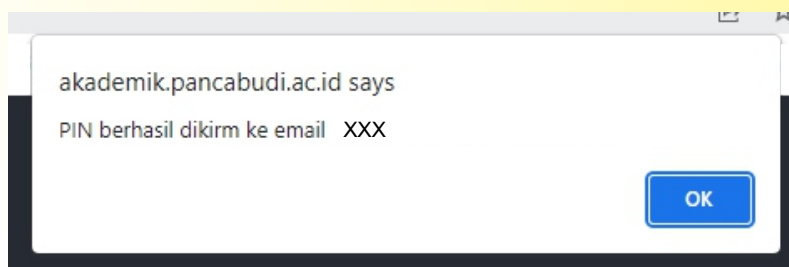 akademik.pancabudi.ac.id says
PIN berhasil dikirm ke email XXX
OK